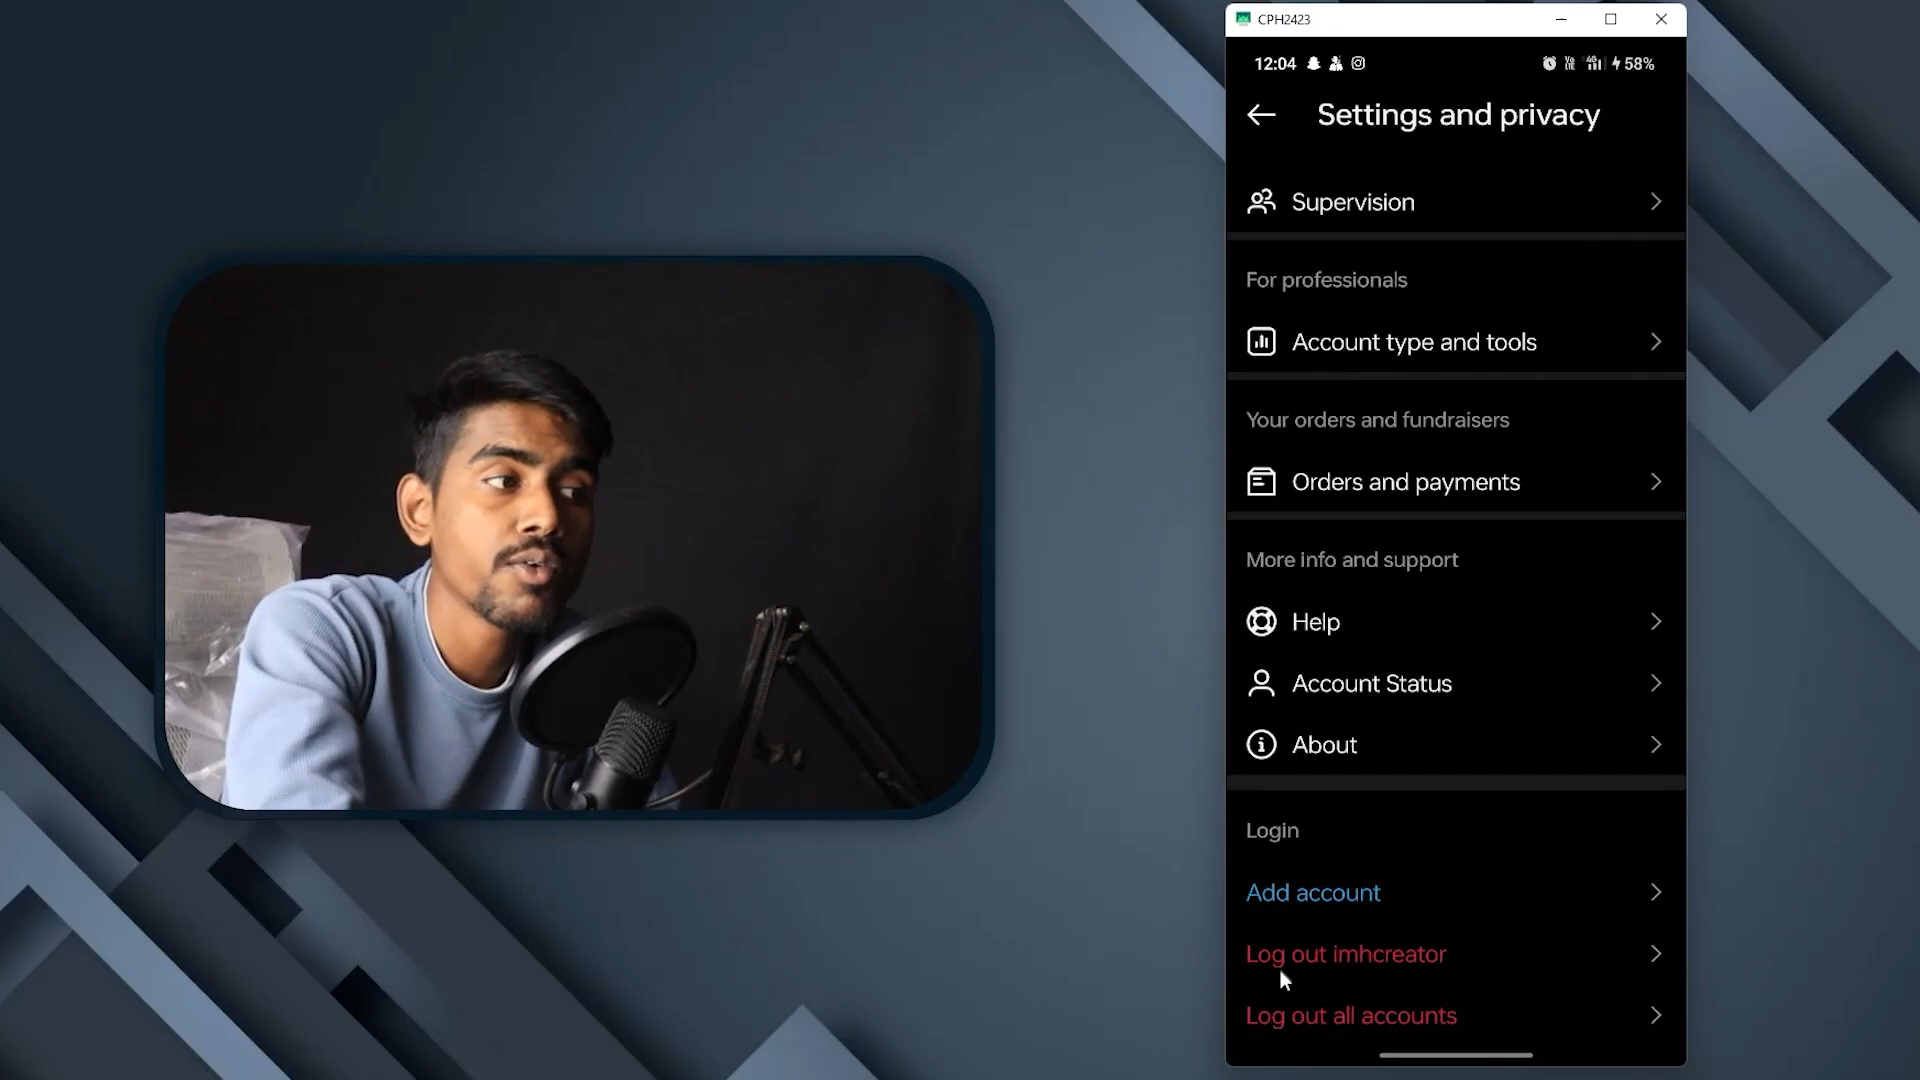 CPH2423
12:04
58%
Settings and privacy
Supervision
For professionals
Account type and tools
Your orders and fundraisers
Orders and payments
More info and support
Help
Account Status
About
Login
Add account
Log out imhcreator
Log out all accounts